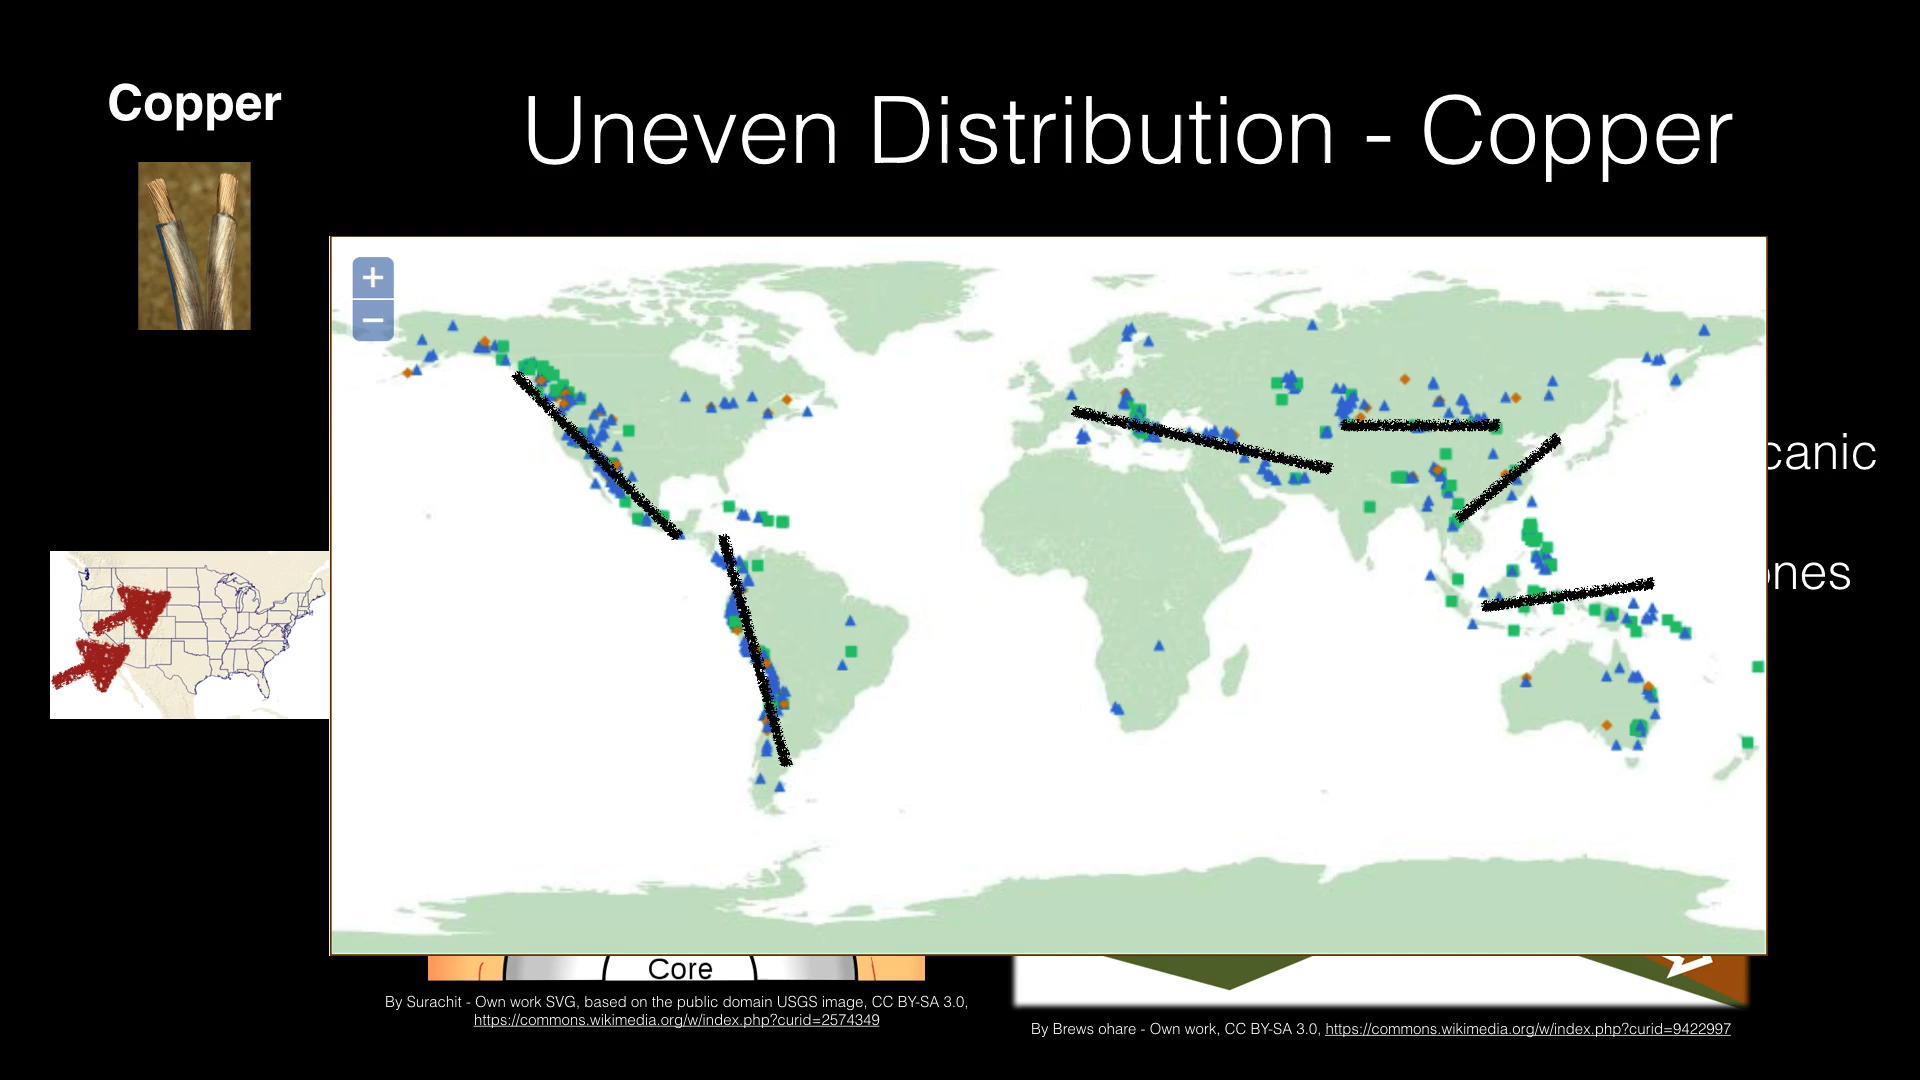 Copper
Uneven Distribution - Copper
+
−
canic
nes
Core
By Surachit - Own work SVG, based on the public domain USGS image, CC BY-SA 3.0,
https://commons.wikimedia.org/w/index.php?curid=2574349
By Brews ohare - Own work, CC BY-SA 3.0, https://commons.wikimedia.org/w/index.php?curid=9422997